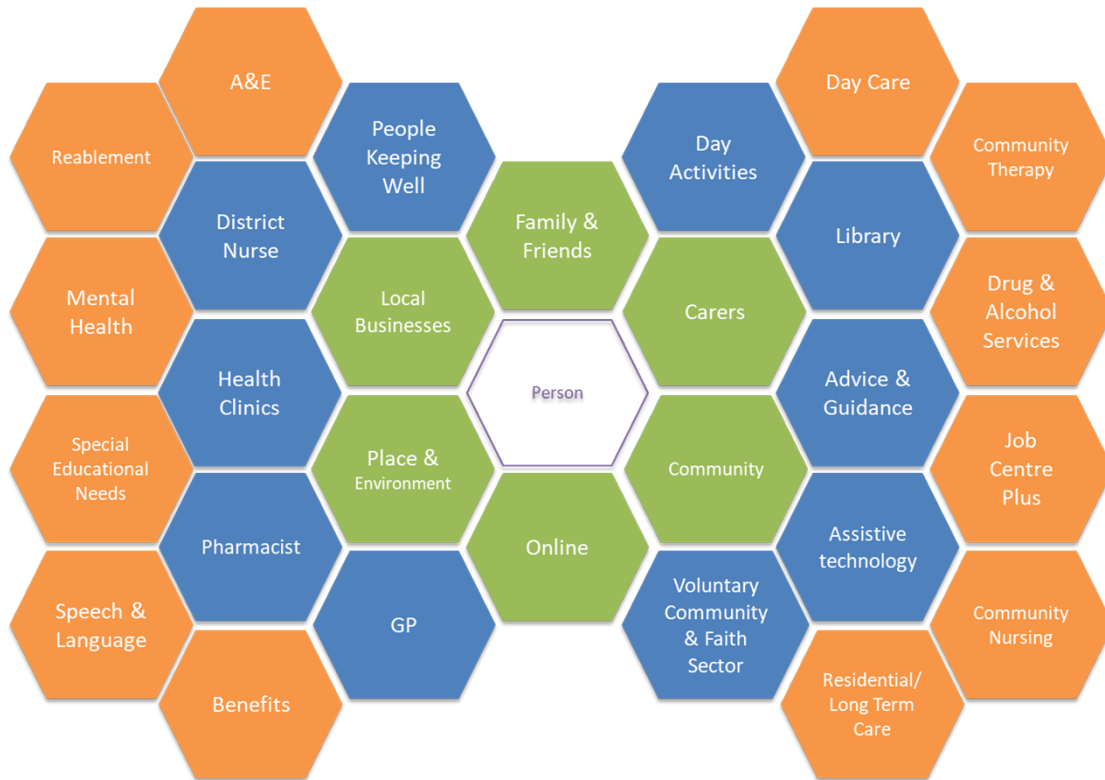 A&E
Day Care
Reablement
People
Keeping
Well
Day
Activities
Community
Therapy
District
Nurse
Family &
Friends
Library
Mental
Health
Local
Businesses
Carers
Drug &
Alcohol
Services
Health
Clinics
Person
Advice &
Guidance
Special
Educational
Needs
Place &
Environment
Community
Job
Centre
Plus
Pharmacist
Online
Assistive
technology
Speech &
Language
GP
Voluntary
Community
& Faith
Sector
Community
Nursing
Benefits
Residential/
Long Term
Care